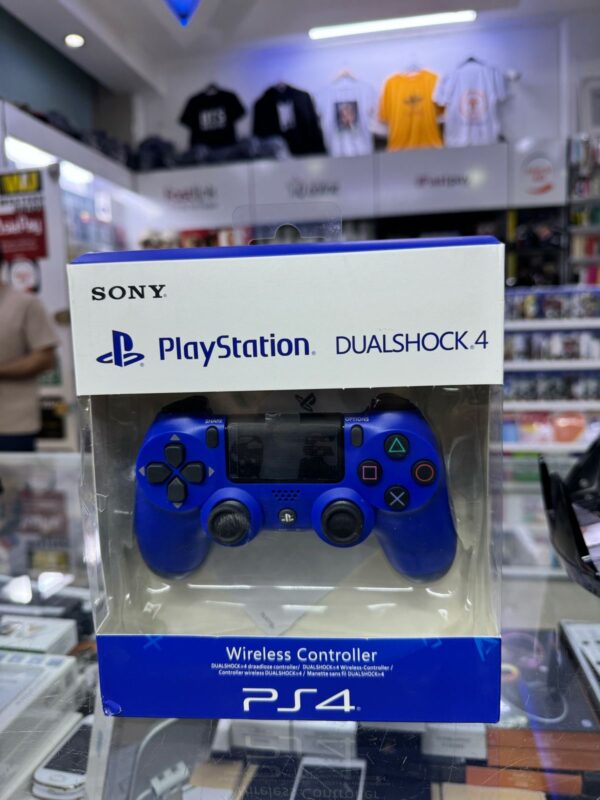 SONY
PlayStation DUALSHOCK.4
SHARE
OPTIONS
Wireless Controller
DUALSHOCK®4 draadloze controller/ DUALSHOCK®4 Wireless-Controller /
Controller wireless DUALSHOCK®4 / Manette sans fil DUALSHOCK®4
PS4